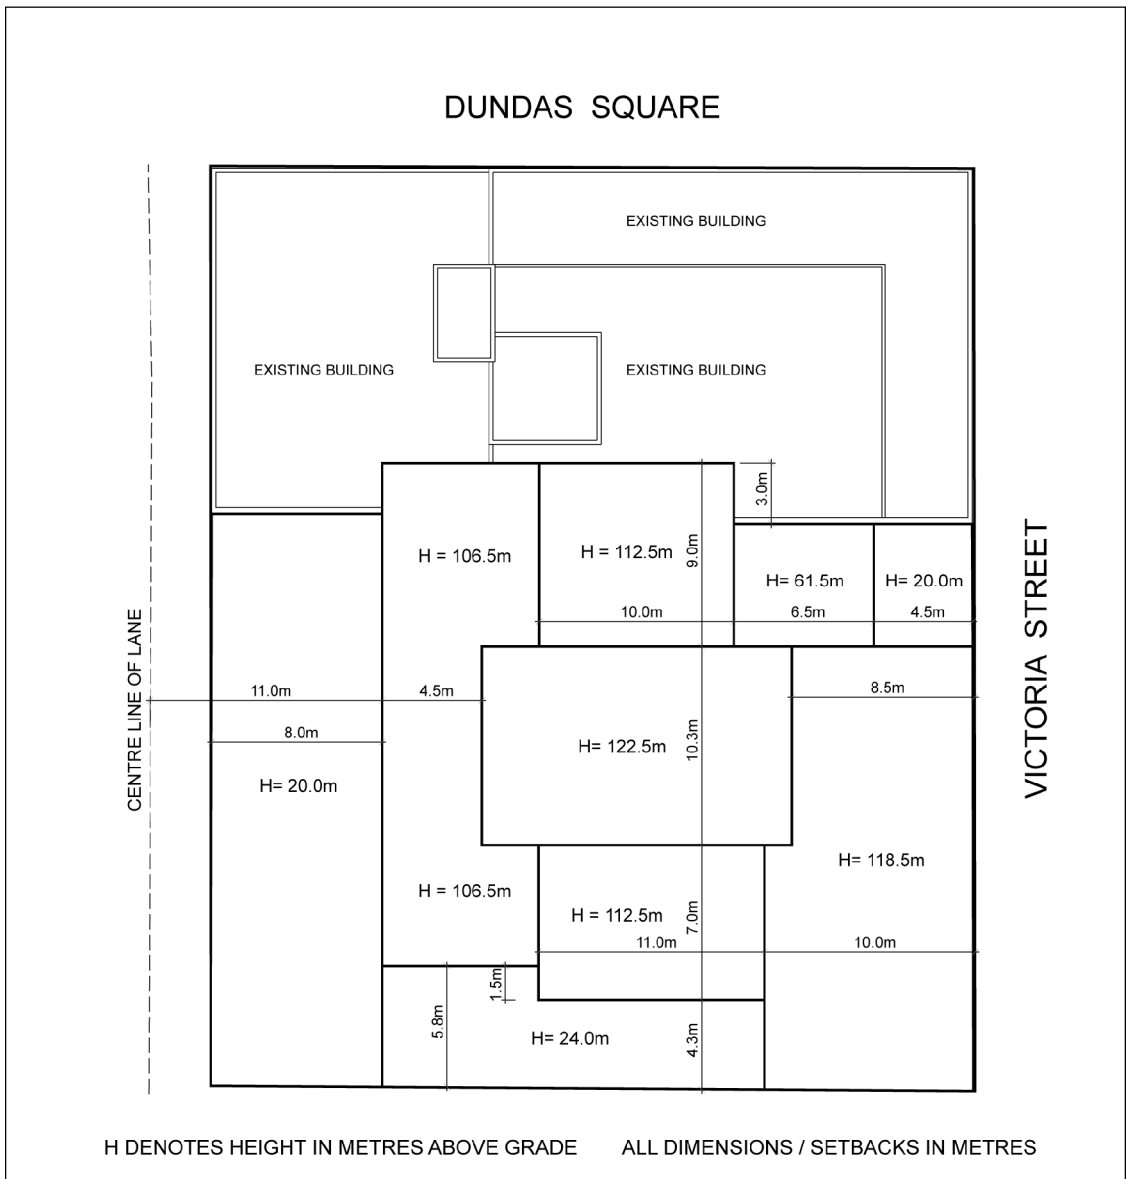 DUNDAS SQUARE
EXISTING BUILDING
EXISTING BUILDING
EXISTING BUILDING
3.0m
H = 106.5m
H = 112.5m
9.0m
H= 61.5m
H= 20.0m
10.0m
6.5m
4.5m
VICTORIA STREET
CENTRE LINE OF LANE
11.0m
4.5m
8.5m
8.0m
H= 122.5m
10.3m
H= 20.0m
H= 118.5m
H = 106.5m
H = 112.5m
7.0m
11.0m
10.0m
1.5m
5.8m
H= 24.0m
4.3m
H DENOTES HEIGHT IN METRES ABOVE GRADE ALL DIMENSIONS / SETBACKS IN METRES